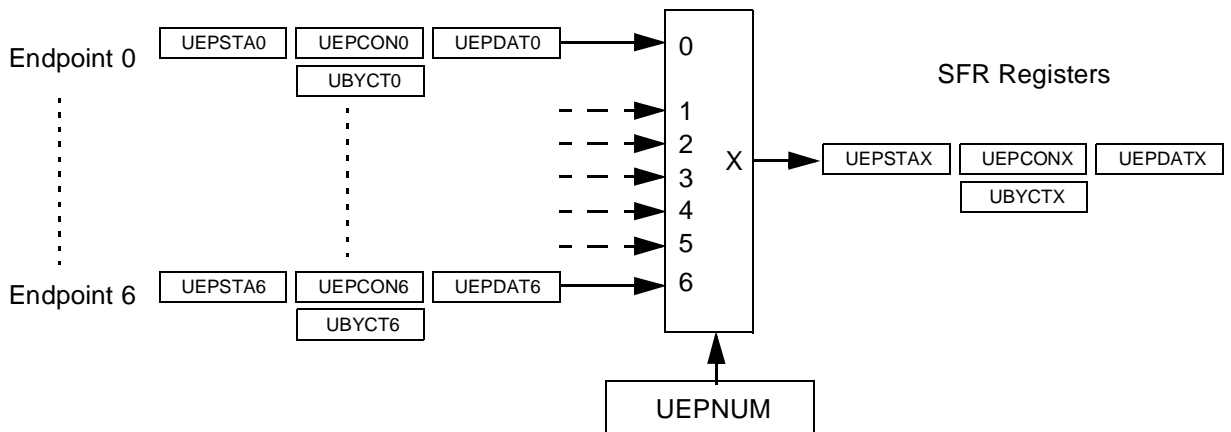 Endpoint 0
UEPSTA0 UEPCON0 UEPDAT0
UBYCT0
0
1
2
3
4
5
6
X
SFR Registers
UEPSTAX UEPCONX UEPDATX
UBYCTX
Endpoint 6
UEPSTA6 UEPCON6 UEPDAT6
UBYCT6
UEPNUM